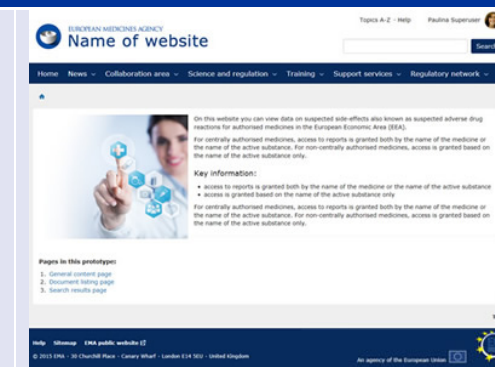 Topics A-Z - Help Paulina Superuser
EUROPEAN MEDICINES AGENCY
Name of website
Search
Home News Collaboration area Science and regulation Training Support services Regulatory network
On this website you can view data on suspected side-effects also known as suspected adverse drug
reactions for authorised medicines in the European Economic Area (EEA).
For centrally authorised medicines, access to reports is granted both by the name of the medicine or
the name of the active substance. For non-centrally authorised medicines, access is granted based on
the name of the active substance only.
Key information:
• access to reports is granted both by the name of the medicine or the name of the active substance
• access is granted based on the name of the active substance only
For centrally authorised medicines, access to reports is granted both by the name of the medicine or
the name of the active substance. For non-centrally authorised medicines, access is granted based on
the name of the active substance only.
Pages in this prototype:
1. General content page
2. Document listing page
3. Search results page
Help Sitemap EMA public website
© 2015 EMA - 30 Churchill Place - Canary Wharf - London E14 5EU - United Kingdom
An agency of the European Union